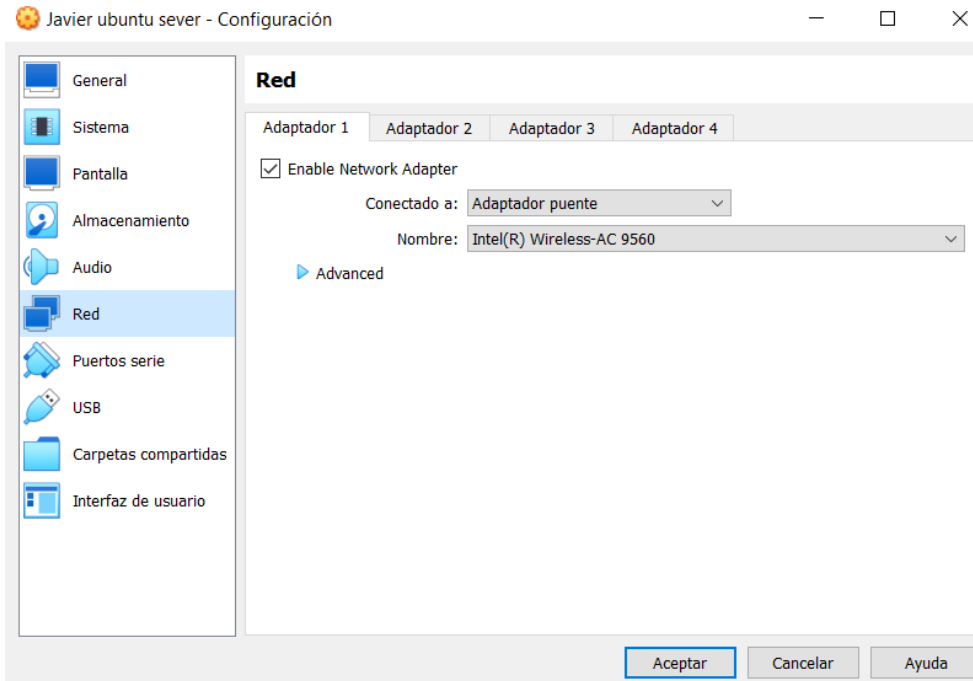 Javier ubuntu sever - Configuración
General
Sistema
Pantalla
Almacenamiento
Audio
Red
Puertos serie
USB
Carpetas compartidas
Interfaz de usuario
Red
Adaptador 1 Adaptador 2 Adaptador 3 Adaptador 4
Enable Network Adapter
Conectado a: Adaptador puente
Nombre: Intel(R) Wireless-AC 9560
Advanced
Aceptar Cancelar Ayuda